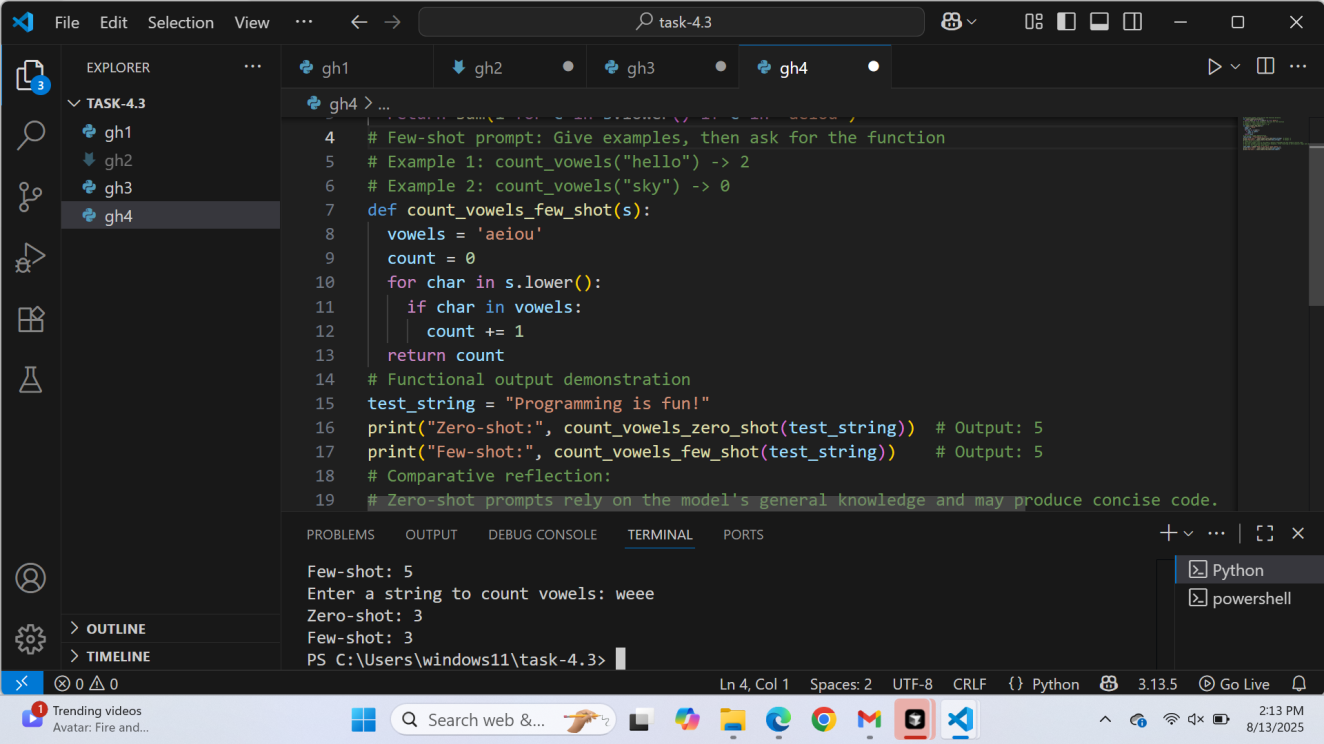 File Edit Selection View ... task-4.3
EXPLORER ...
gh1 gh2 gh3 gh4
3
TASK-4.3
gh1
gh2
gh3
gh4
gh4 > ...
4 # Few-shot prompt: Give examples, then ask for the function
5 # Example 1: count_vowels("hello") -> 2
6 # Example 2: count_vowels("sky") -> 0
7 def count_vowels_few_shot(s):
8 vowels = 'aeiou'
9 count = 0
10 for char in s.lower():
11 if char in vowels:
12 count += 1
13 return count
14 # Functional output demonstration
15 test_string = "Programming is fun!"
16 print("Zero-shot:", count_vowels_zero_shot(test_string)) # Output: 5
17 print("Few-shot:", count_vowels_few_shot(test_string)) # Output: 5
18 # Comparative reflection:
19 # Zero-shot prompts rely on the model's general knowledge and may produce concise code.
PROBLEMS OUTPUT DEBUG CONSOLE TERMINAL PORTS
Few-shot: 5
Enter a string to count vowels: weee
Zero-shot: 3
Few-shot: 3
PS C:\Users\windows11\task-4.3>
Python
powershell
OUTLINE
TIMELINE
0 0 Ln 4, Col 1 Spaces: 2 UTF-8 CRLF {} Python 3.13.5 Go Live
1
Trending videos
Avatar: Fire and...
Search web &...
2:13 PM
8/13/2025